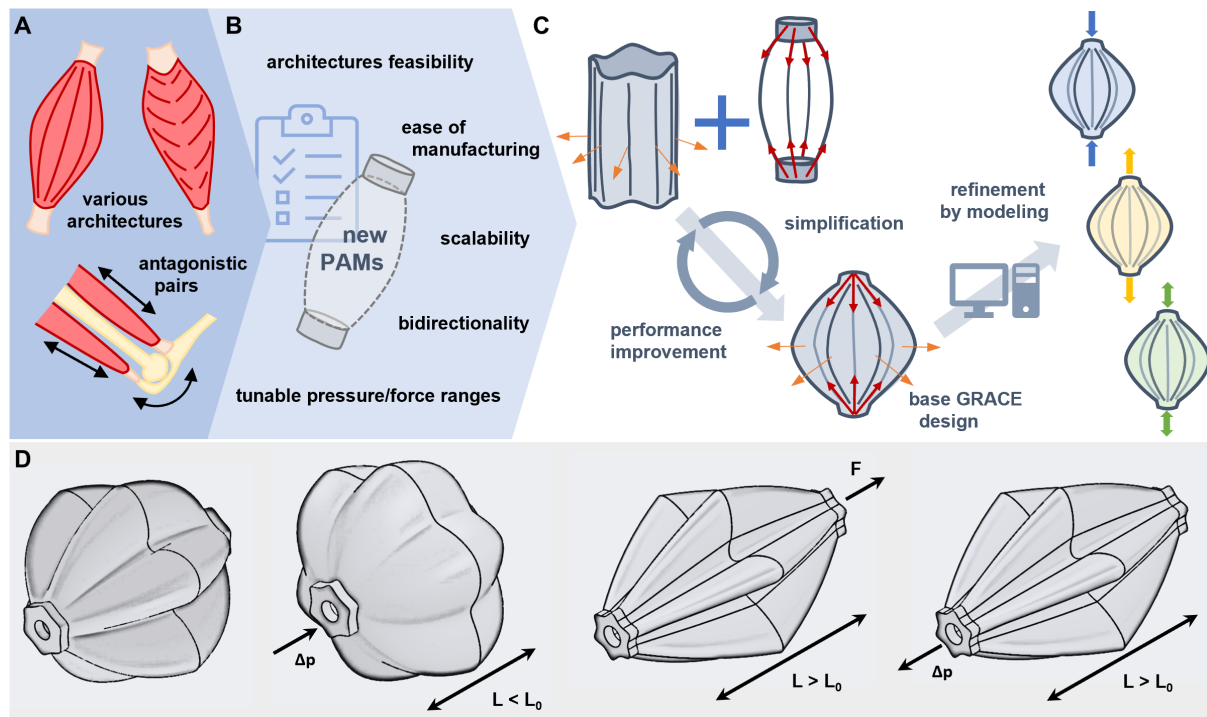 A
various
architectures
antagonistic
pairs
B
architectures feasibility
ease of
manufacturing
new
PAMs
scalability
bidirectionality
tunable pressure/force ranges
C
simplification
performance
improvement
base GRACE
design
refinement
by modeling
D
Δp
L < L₀
F
L > L₀
Δp
L > L₀